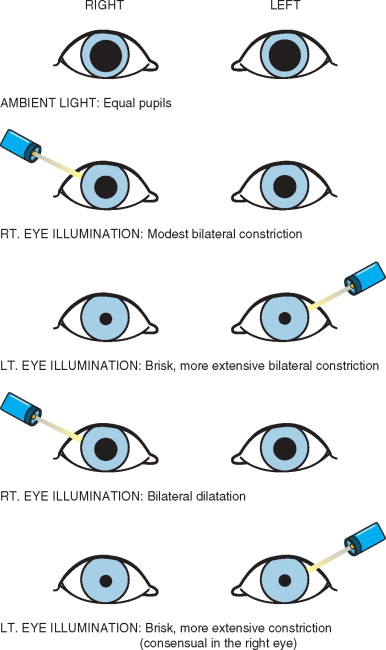 RIGHT LEFT
AMBIENT LIGHT: Equal pupils
RT. EYE ILLUMINATION: Modest bilateral constriction
LT. EYE ILLUMINATION: Brisk, more extensive bilateral constriction
RT. EYE ILLUMINATION: Bilateral dilatation
LT. EYE ILLUMINATION: Brisk, more extensive constriction
(consensual in the right eye)